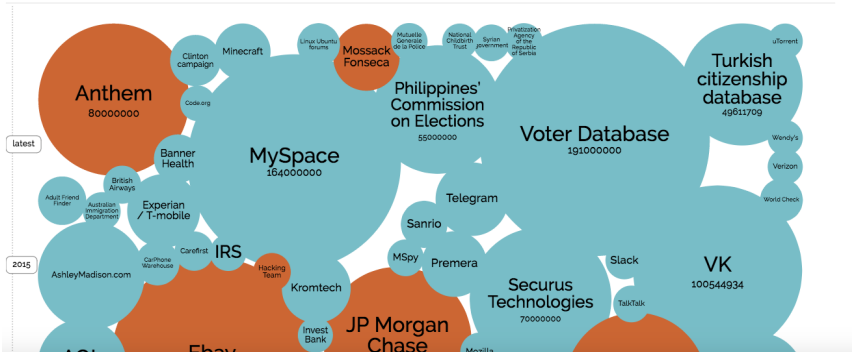 Clinton
campaign
Minecraft
Linux Ubuntu
forums
Mossack
Fonseca
Mutuelle
Generale
de la Police
National
Childbirth
Trust
Syrian
government
Privatization
Agency
of the
Republic
of Serbia
uTorrent
Anthem
80000000
Code.org
Philippines'
Commission
on Elections
55000000
Turkish
citizenship
database
49611709
Voter Database
191000000
latest
Banner
Health
MySpace
164000000
Wendy's
Verizon
British
Airways
Adult Friend
Finder
Australian
Immigration
Department
Experian
/ T-mobile
Telegram
World Check
Sanrio
2015
AshleyMadison.com
CarPhone
Warehouse
Carefirst
IRS
Hacking
Team
MSpy
Premera
Slack
VK
100544934
Kromtech
Securus
Technologies
70000000
TalkTalk
Invest
Bank
JP Morgan
Chase
Mozilla
AOL
Ebay